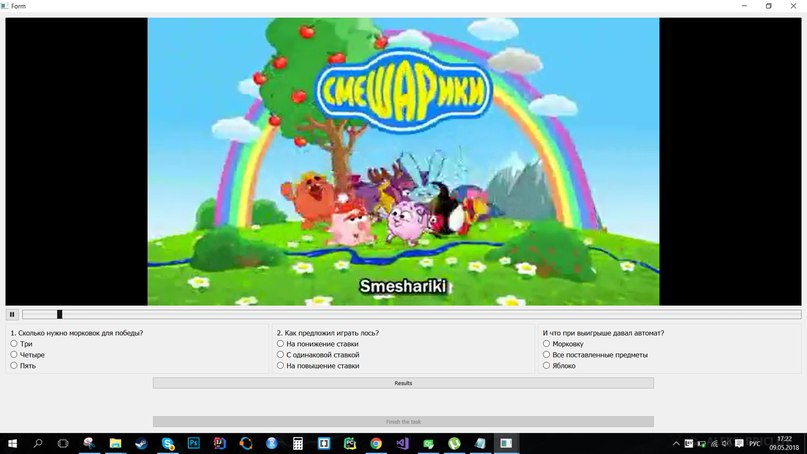 Form
СМЕШАРИКИ
Smeshariki
1. Сколько нужно морковок для победы?
Три
Четыре
Пять
2. Как предложил играть лось?
На понижение ставки
С одинаковой ставкой
На повышение ставки
И что при выигрыше давал автомат?
Морковку
Все поставленные предметы
Яблоко
Results
Finish the task
РУС
17:22
09.05.2018